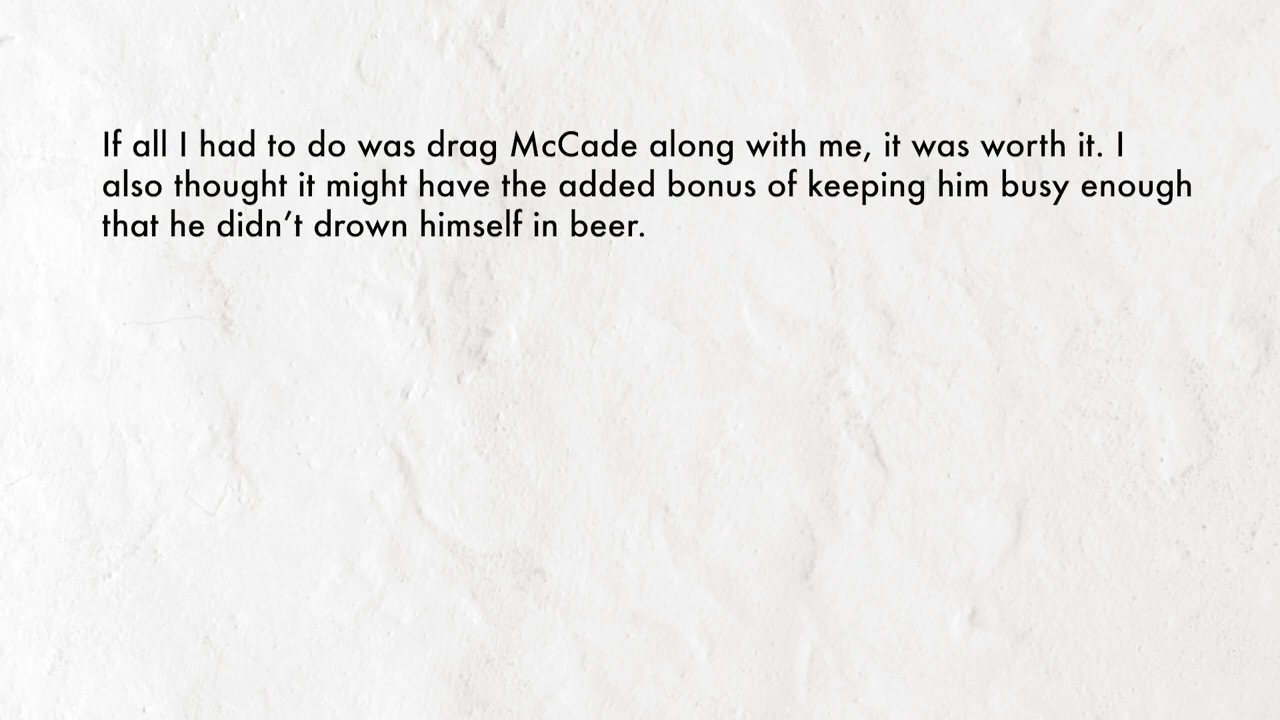 If all I had to do was drag McCade along with me, it was worth it. I
also thought it might have the added bonus of keeping him busy enough
that he didn’t drown himself in beer.